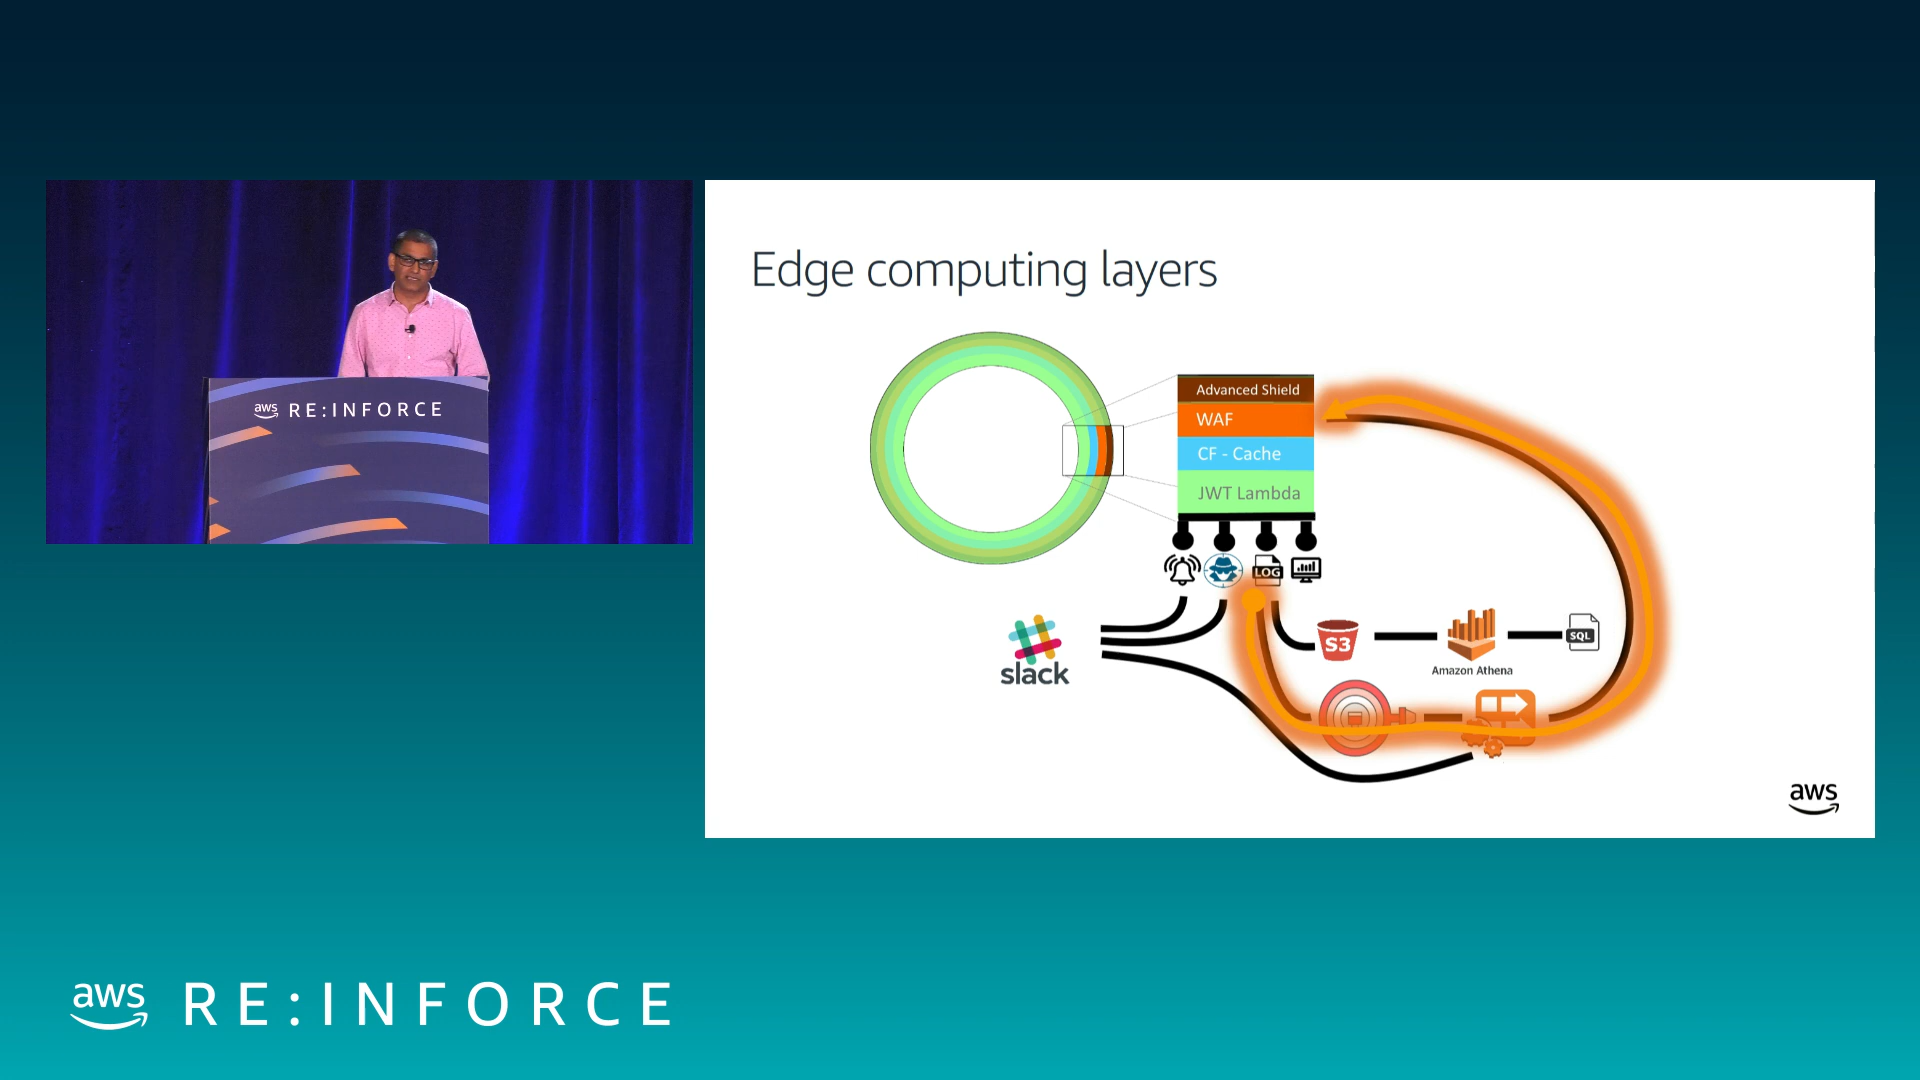 aws RE:INFORCE
Edge computing layers
Advanced Shield
WAF
CF - Cache
JWT Lambda
LOG
slack
S3
Amazon Athena
SQL
aws
aws RE:INFORCE